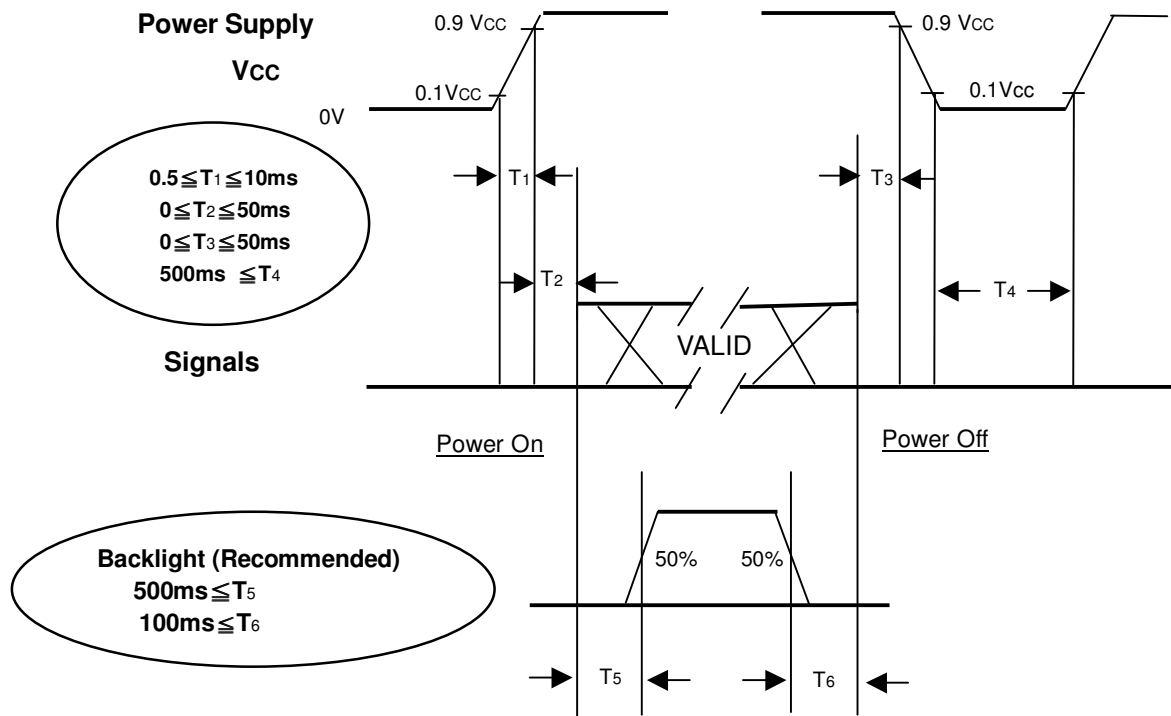 Power Supply
VCC
0.9 VCC
0.1VCC
0V
0.9 VCC
0.1VCC
0.5≦T1≦10ms
0≦T2≦50ms
0≦T3≦50ms
500ms ≦T4
T1
T2
T3
T4
Signals
VALID
Power On
Power Off
Backlight (Recommended)
500ms≦T5
100ms≦T6
50%
50%
T5
T6